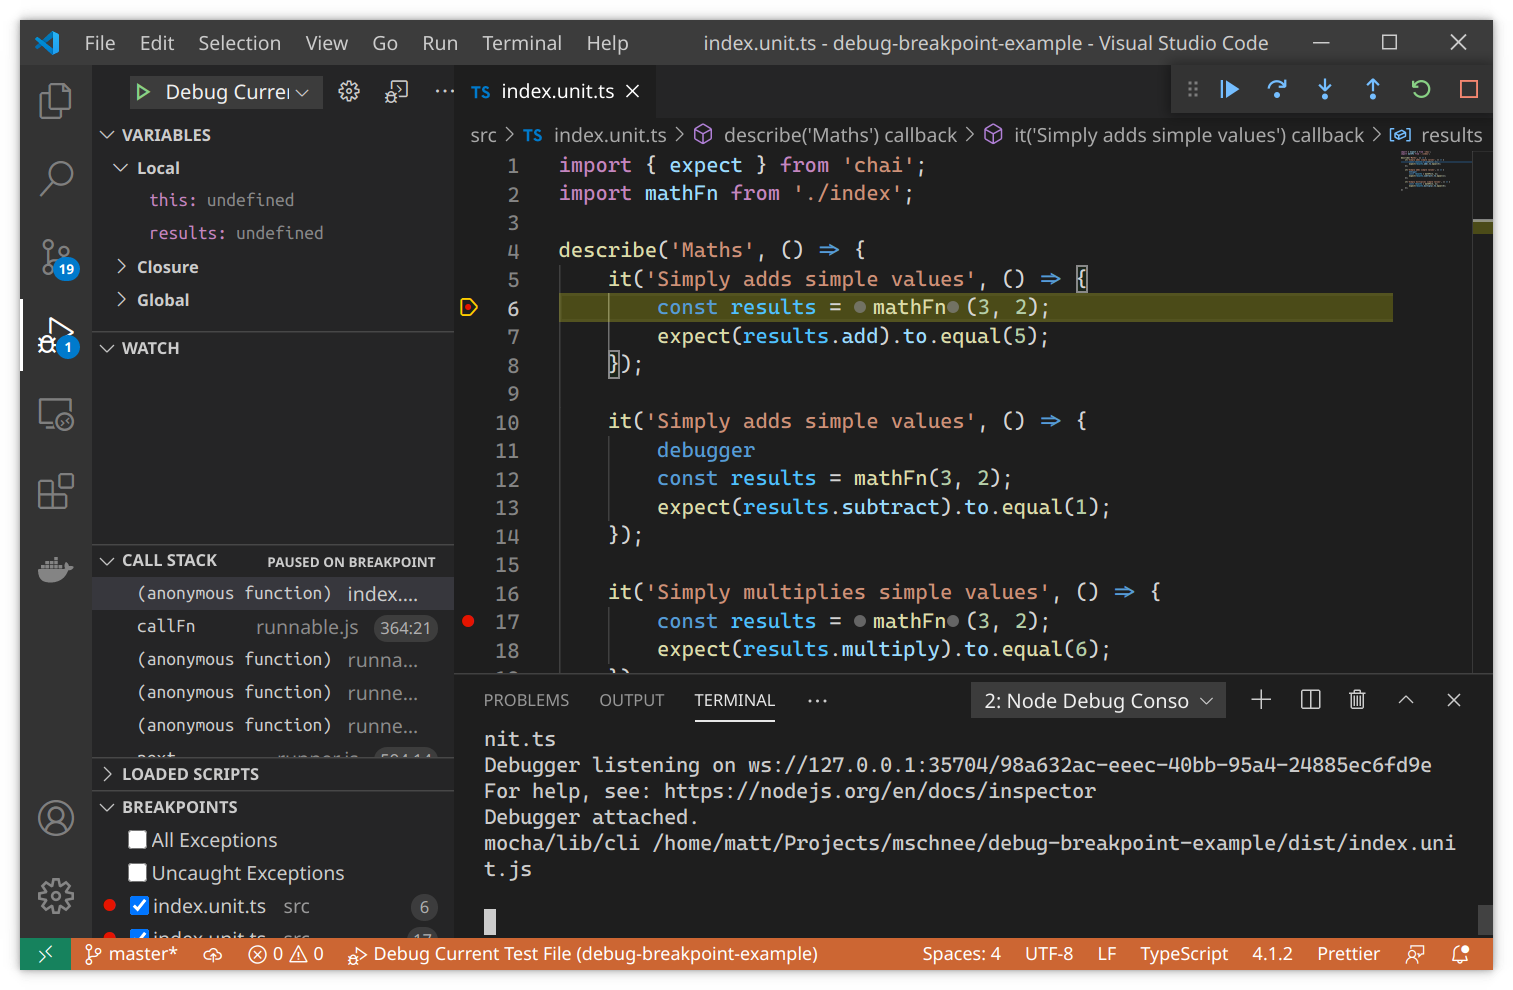 File Edit Selection View Go Run Terminal Help index.unit.ts - debug-breakpoint-example - Visual Studio Code
Debug Curre
TS index.unit.ts
VARIABLES
Local
this: undefined
results: undefined
Closure
Global
WATCH
CALL STACK PAUSED ON BREAKPOINT
(anonymous function) index....
callFn runnable.js 364:21
(anonymous function) runna...
(anonymous function) runne...
(anonymous function) runne...
LOADED SCRIPTS
BREAKPOINTS
All Exceptions
Uncaught Exceptions
index.unit.ts src 6
index.unit.ts src 17
19
1
src > TS index.unit.ts > describe('Maths') callback > it('Simply adds simple values') callback > results
1 import { expect } from 'chai';
2 import mathFn from './index';
3
4 describe('Maths', () => {
5 it('Simply adds simple values', () => {
6 const results = mathFn (3, 2);
7 expect(results.add).to.equal(5);
8 });
9
10 it('Simply adds simple values', () => {
11 debugger
12 const results = mathFn(3, 2);
13 expect(results.subtract).to.equal(1);
14 });
15
16 it('Simply multiplies simple values', () => {
17 const results = mathFn (3, 2);
18 expect(results.multiply).to.equal(6);
PROBLEMS OUTPUT TERMINAL ... 2: Node Debug Conso
nit.ts
Debugger listening on ws://127.0.0.1:35704/98a632ac-eeec-40bb-95a4-24885ec6fd9e
For help, see: https://nodejs.org/en/docs/inspector
Debugger attached.
mocha/lib/cli /home/matt/Projects/mschnee/debug-breakpoint-example/dist/index.uni
t.js
master* 0 0 Debug Current Test File (debug-breakpoint-example) Spaces: 4 UTF-8 LF TypeScript 4.1.2 Prettier